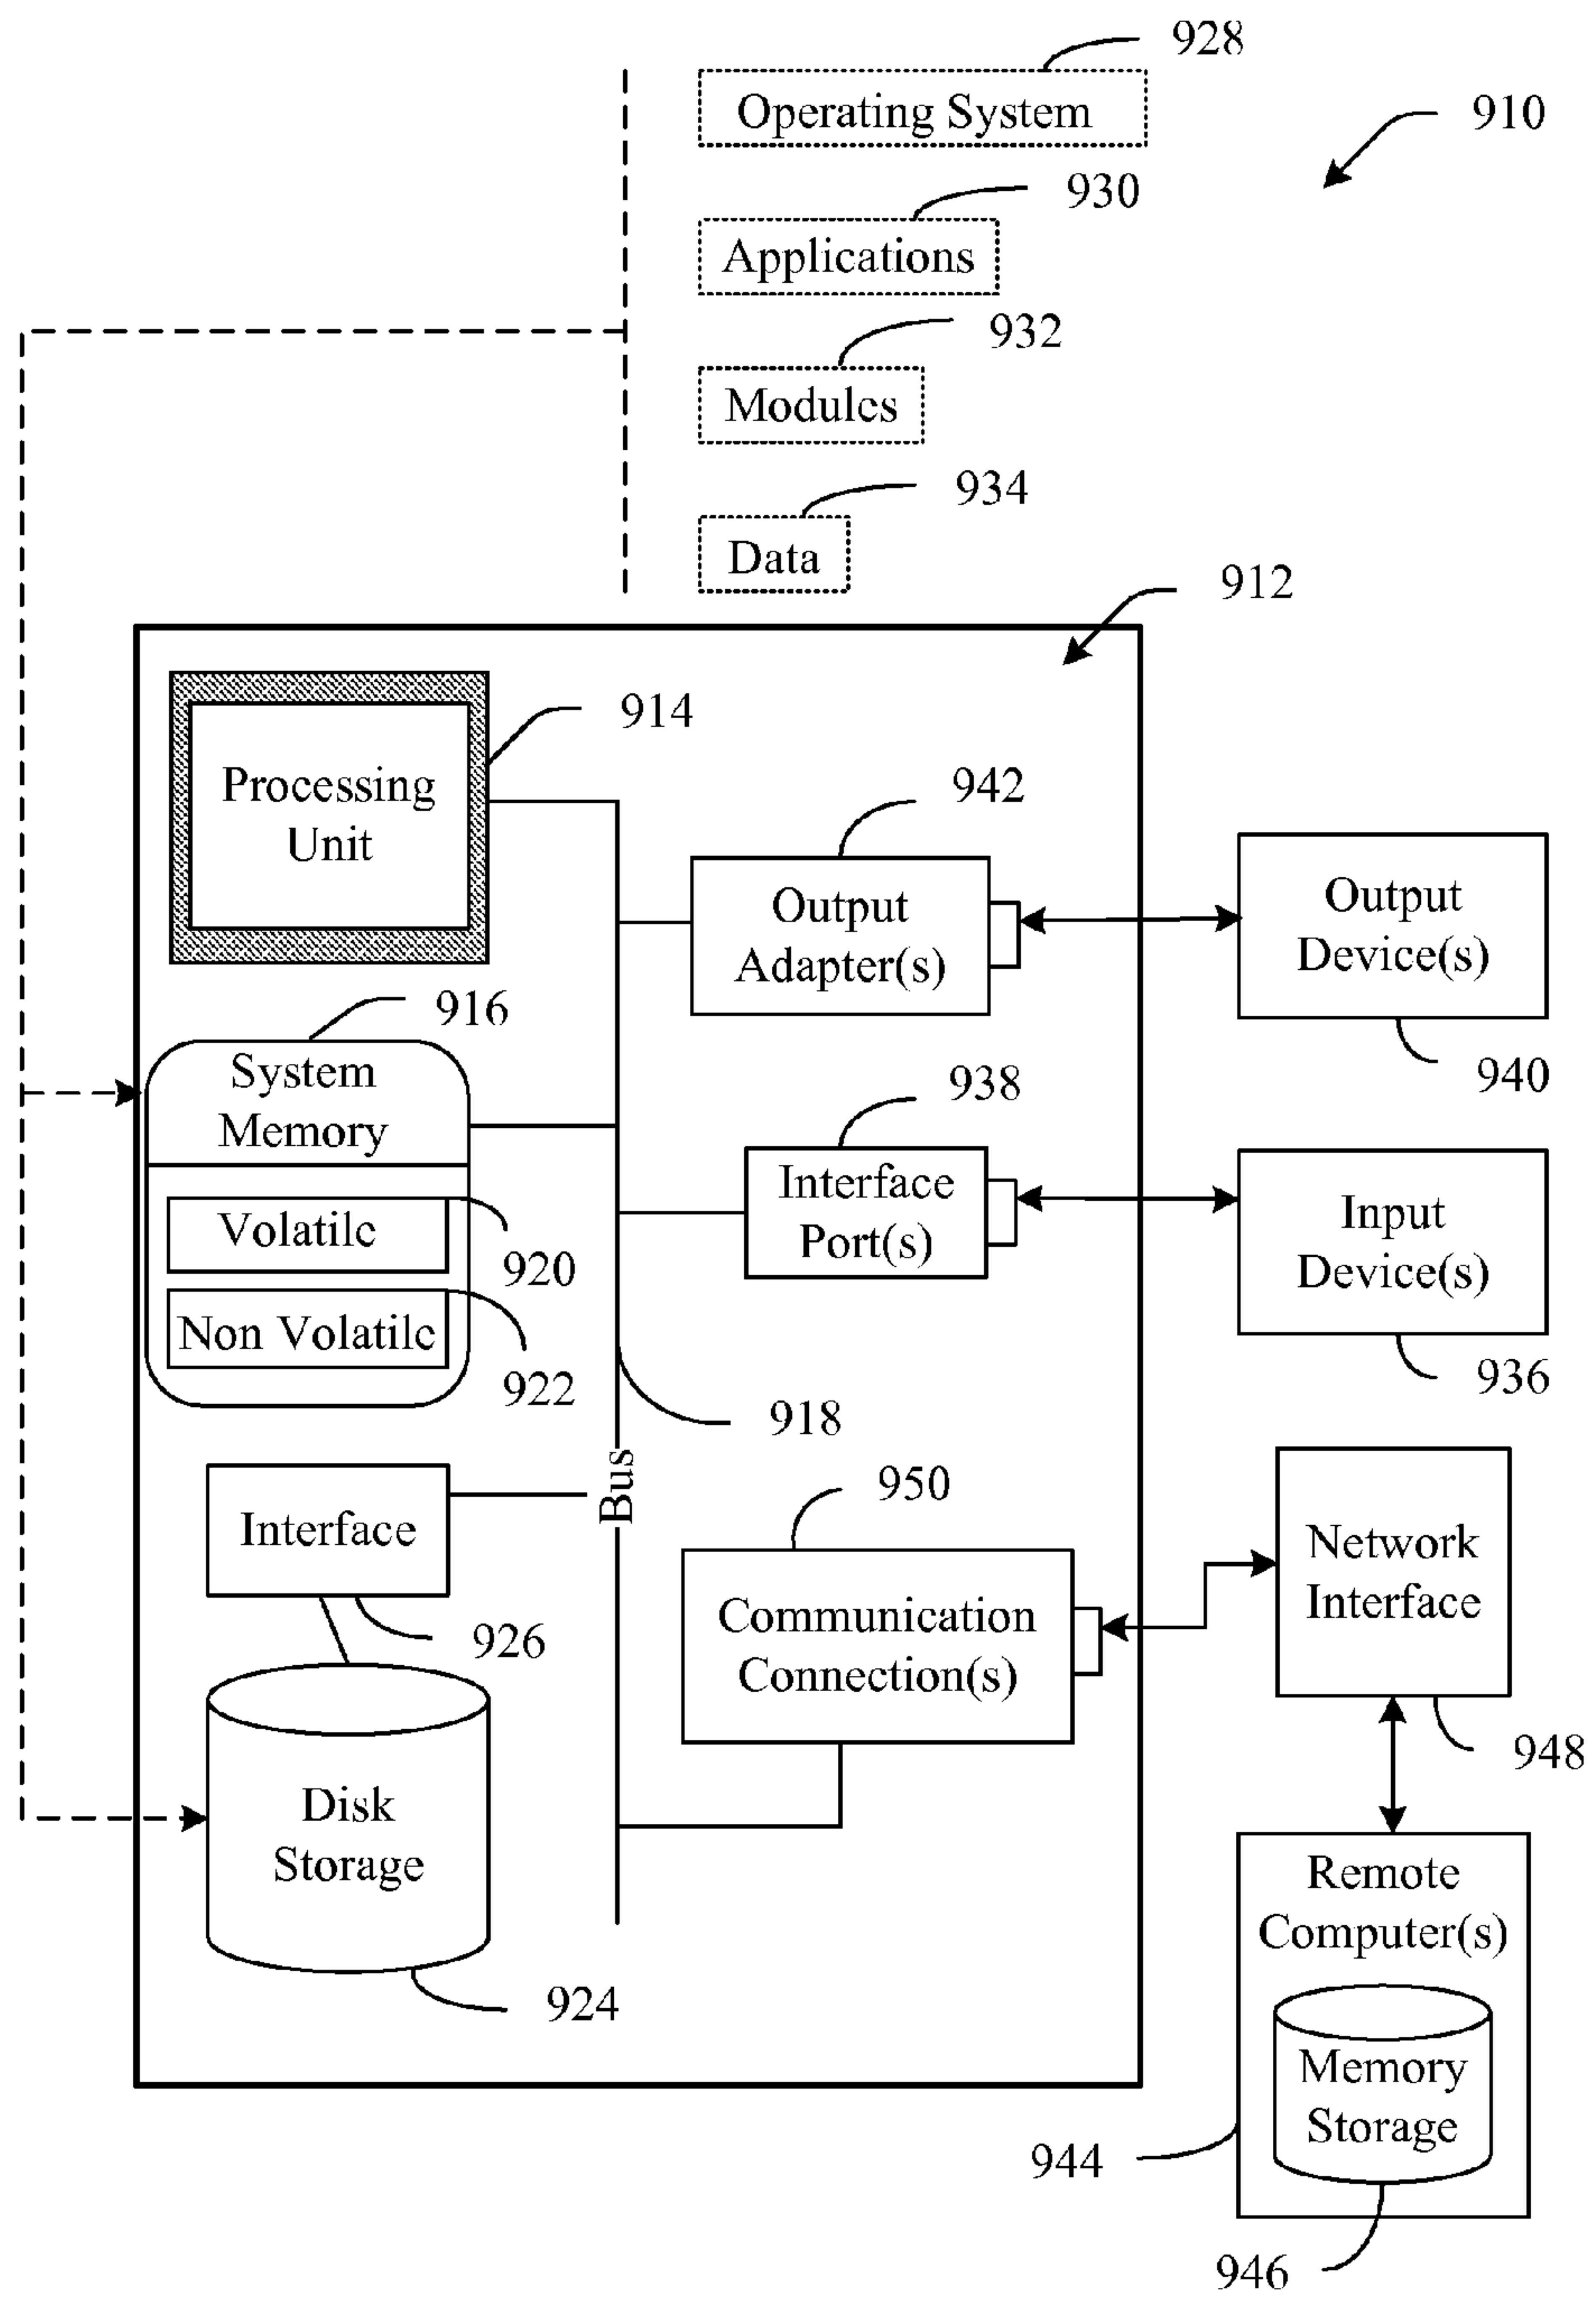 928
Operating System
910
930
Applications
932
Modules
934
Data
912
914
Processing
Unit
942
Output
Adapter(s)
Output
Device(s)
940
916
System
Memory
938
Interface
Port(s)
Input
Device(s)
936
Volatile
920
Non Volatile
922
918
Bus
Interface
926
950
Communication
Connection(s)
Network
Interface
948
Disk
Storage
924
Remote
Computer(s)
Memory
Storage
944
946